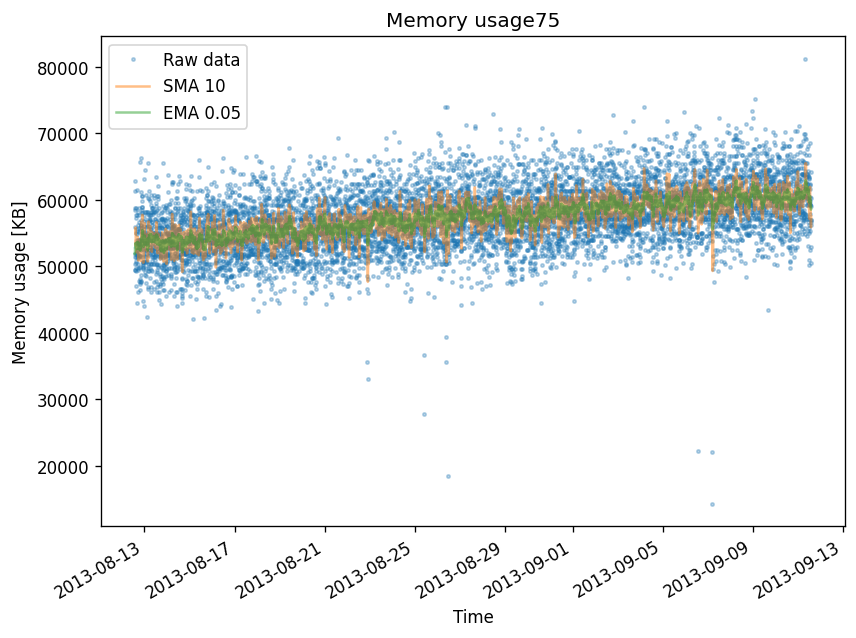 Memory usage75
Raw data
SMA 10
EMA 0.05
Memory usage [KB]
80000
70000
60000
50000
40000
30000
20000
2013-08-13
2013-08-17
2013-08-21
2013-08-25
2013-08-29
2013-09-01
2013-09-05
2013-09-09
2013-09-13
Time